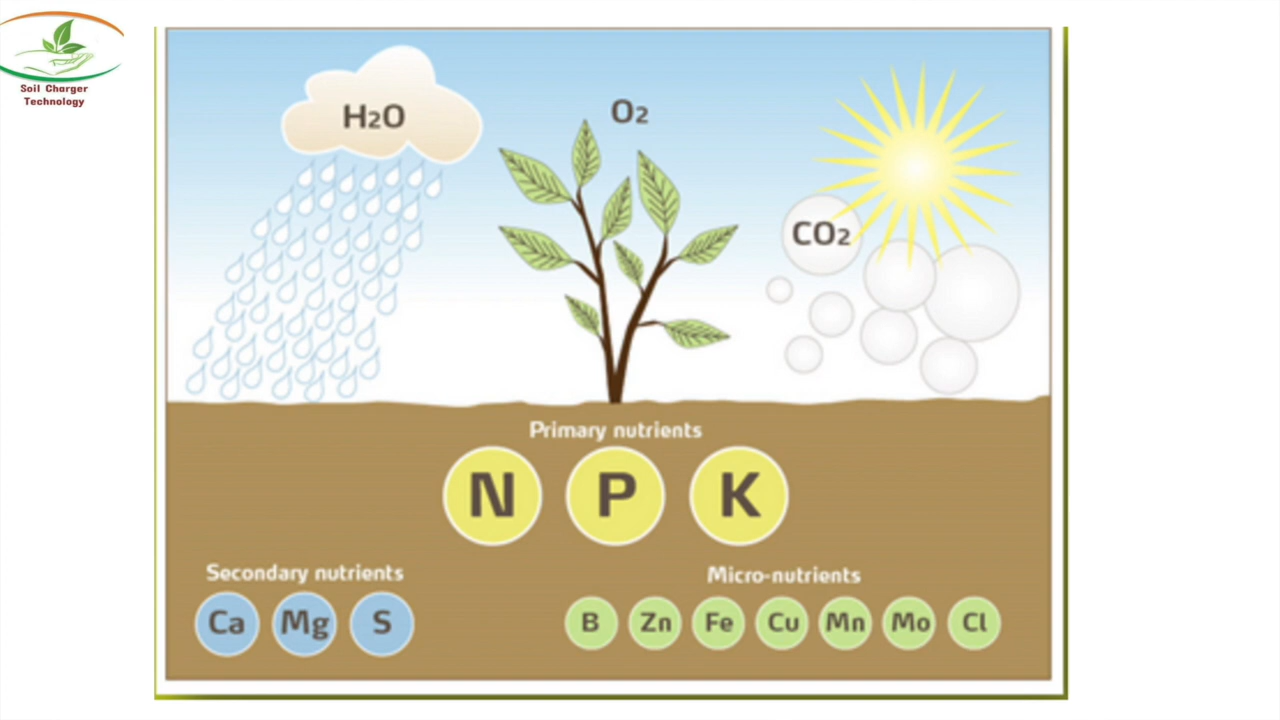 Soil Charger
Technology
H2O
O2
CO2
Primary nutrients
N P K
Secondary nutrients
Ca Mg S
Micro-nutrients
B Zn Fe Cu Mn Mo Cl